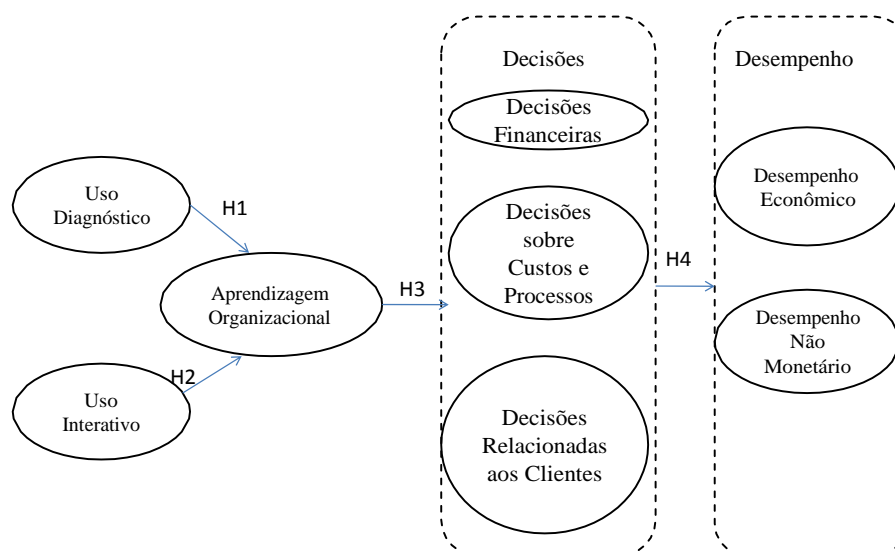 Decisões
Desempenho
Decisões
Financeiras
Uso
Diagnóstico
H1
Decisões
sobre
Custos e
Processos
Desempenho
Econômico
Aprendizagem
Organizacional
H3
H4
Desempenho
Não
Monetário
H2
Uso
Interativo
Decisões
Relacionadas
aos Clientes